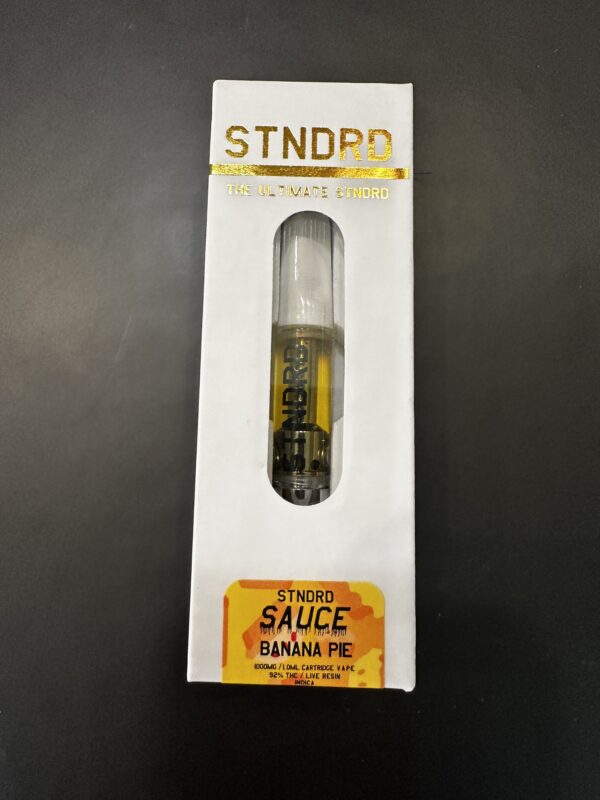 STNDRD
THE ULTIMATE STNDRD
STNDRD
STNDRD
SAUCE
BANANA PIE
1000MG / 1.0ML CARTRIDGE VAPE
92% THC / LIVE RESIN
INDICA